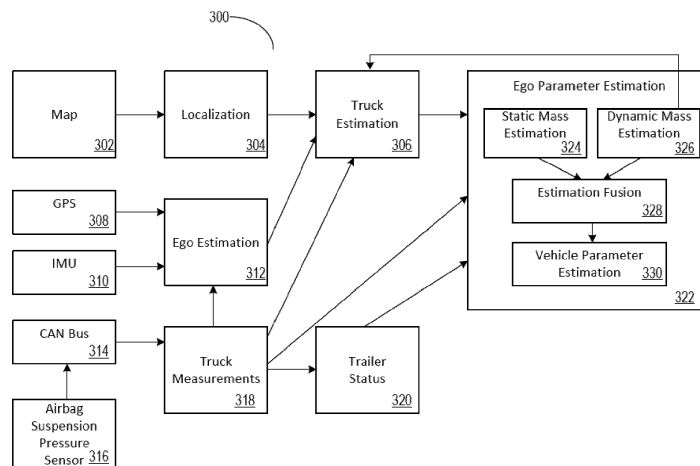 300
Map
302
Localization
304
Truck
Estimation
306
Ego Parameter Estimation
Static Mass
Estimation
324
Dynamic Mass
Estimation
326
Estimation Fusion
328
Vehicle Parameter
Estimation
330
322
GPS
308
IMU
310
Ego Estimation
312
CAN Bus
314
Airbag
Suspension
Pressure
Sensor
316
Truck
Measurements
318
Trailer
Status
320